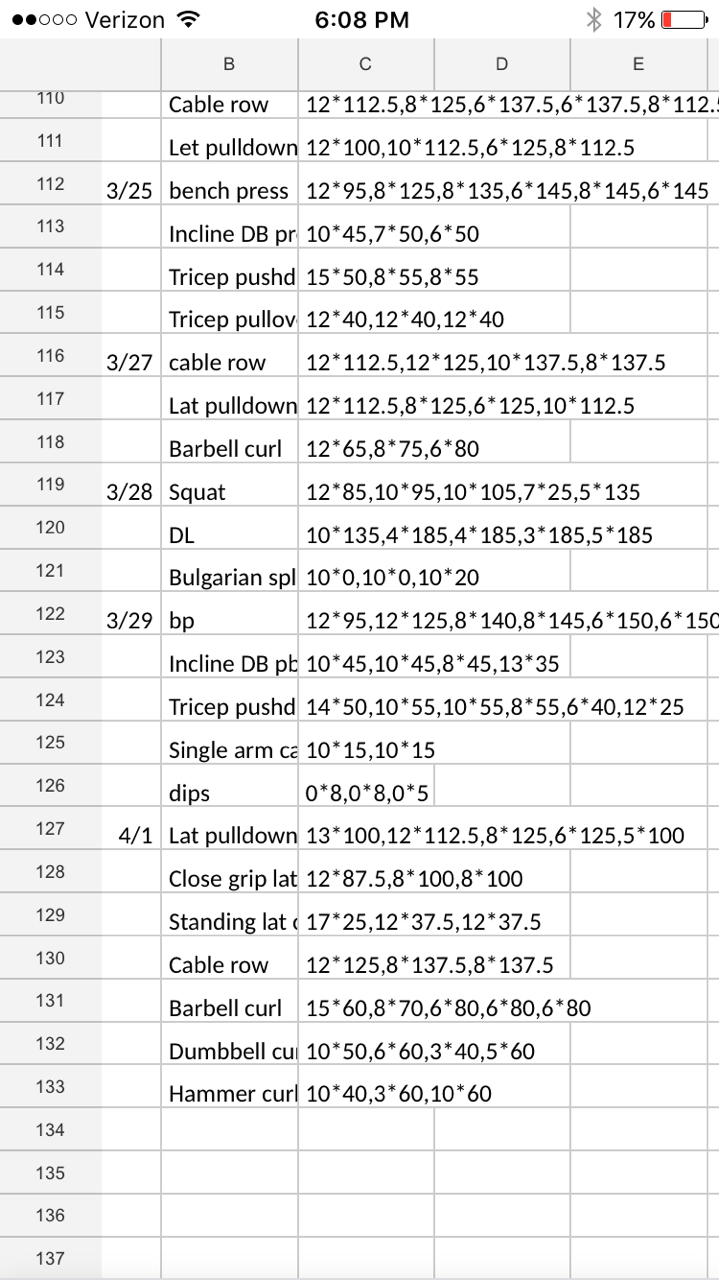 Verizon 6:08 PM 17%
B C D E
110 Cable row 12*112.5,8*125,6*137.5,6*137.5,8*112.
111 Let pulldown 12*100,10*112.5,6*125,8*112.5
112 3/25 bench press 12*95,8*125,8*135,6*145,8*145,6*145
113 Incline DB pr 10*45,7*50,6*50
114 Tricep pushd 15*50,8*55,8*55
115 Tricep pullov 12*40,12*40,12*40
116 3/27 cable row 12*112.5,12*125,10*137.5,8*137.5
117 Lat pulldown 12*112.5,8*125,6*125,10*112.5
118 Barbell curl 12*65,8*75,6*80
119 3/28 Squat 12*85,10*95,10*105,7*25,5*135
120 DL 10*135,4*185,4*185,3*185,5*185
121 Bulgarian spl 10*0,10*0,10*20
122 3/29 bp 12*95,12*125,8*140,8*145,6*150,6*150
123 Incline DB pb 10*45,10*45,8*45,13*35
124 Tricep pushd 14*50,10*55,10*55,8*55,6*40,12*25
125 Single arm ca 10*15,10*15
126 dips 0*8,0*8,0*5
127 4/1 Lat pulldown 13*100,12*112.5,8*125,6*125,5*100
128 Close grip lat 12*87.5,8*100,8*100
129 Standing lat 17*25,12*37.5,12*37.5
130 Cable row 12*125,8*137.5,8*137.5
131 Barbell curl 15*60,8*70,6*80,6*80,6*80
132 Dumbbell cu 10*50,6*60,3*40,5*60
133 Hammer curl 10*40,3*60,10*60
134
135
136
137